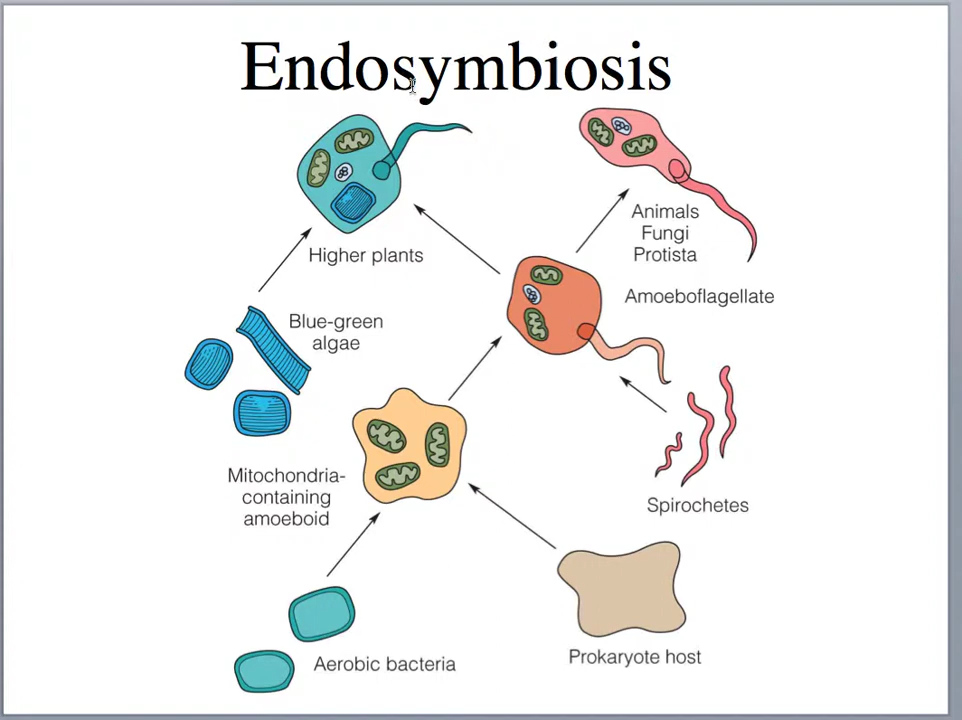 Endosymbiosis
Animals
Fungi
Protista
Higher plants
Amoeboflagellate
Blue-green
algae
Mitochondria-
containing
amoeboid
Spirochetes
Aerobic bacteria
Prokaryote host